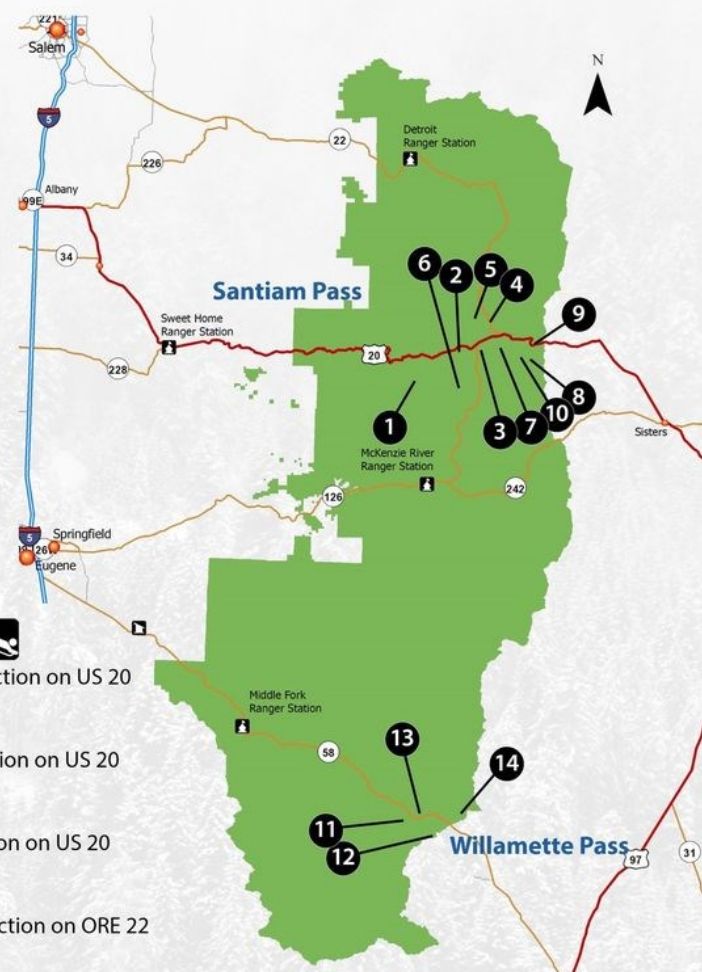 221
Salem
N
5
22
Detroit
Ranger Station
226
Albany
99E
34
6
2
5
4
Santiam Pass
9
Sweet Home
Ranger Station
20
228
8
10
1
3
7
Sisters
McKenzie River
Ranger Station
126
242
5
Springfield
Eugene
ction on US 20
Middle Fork
Ranger Station
13
58
ion on US 20
14
11
12
Willamette Pass
97
31
on on US 20
ction on ORE 22